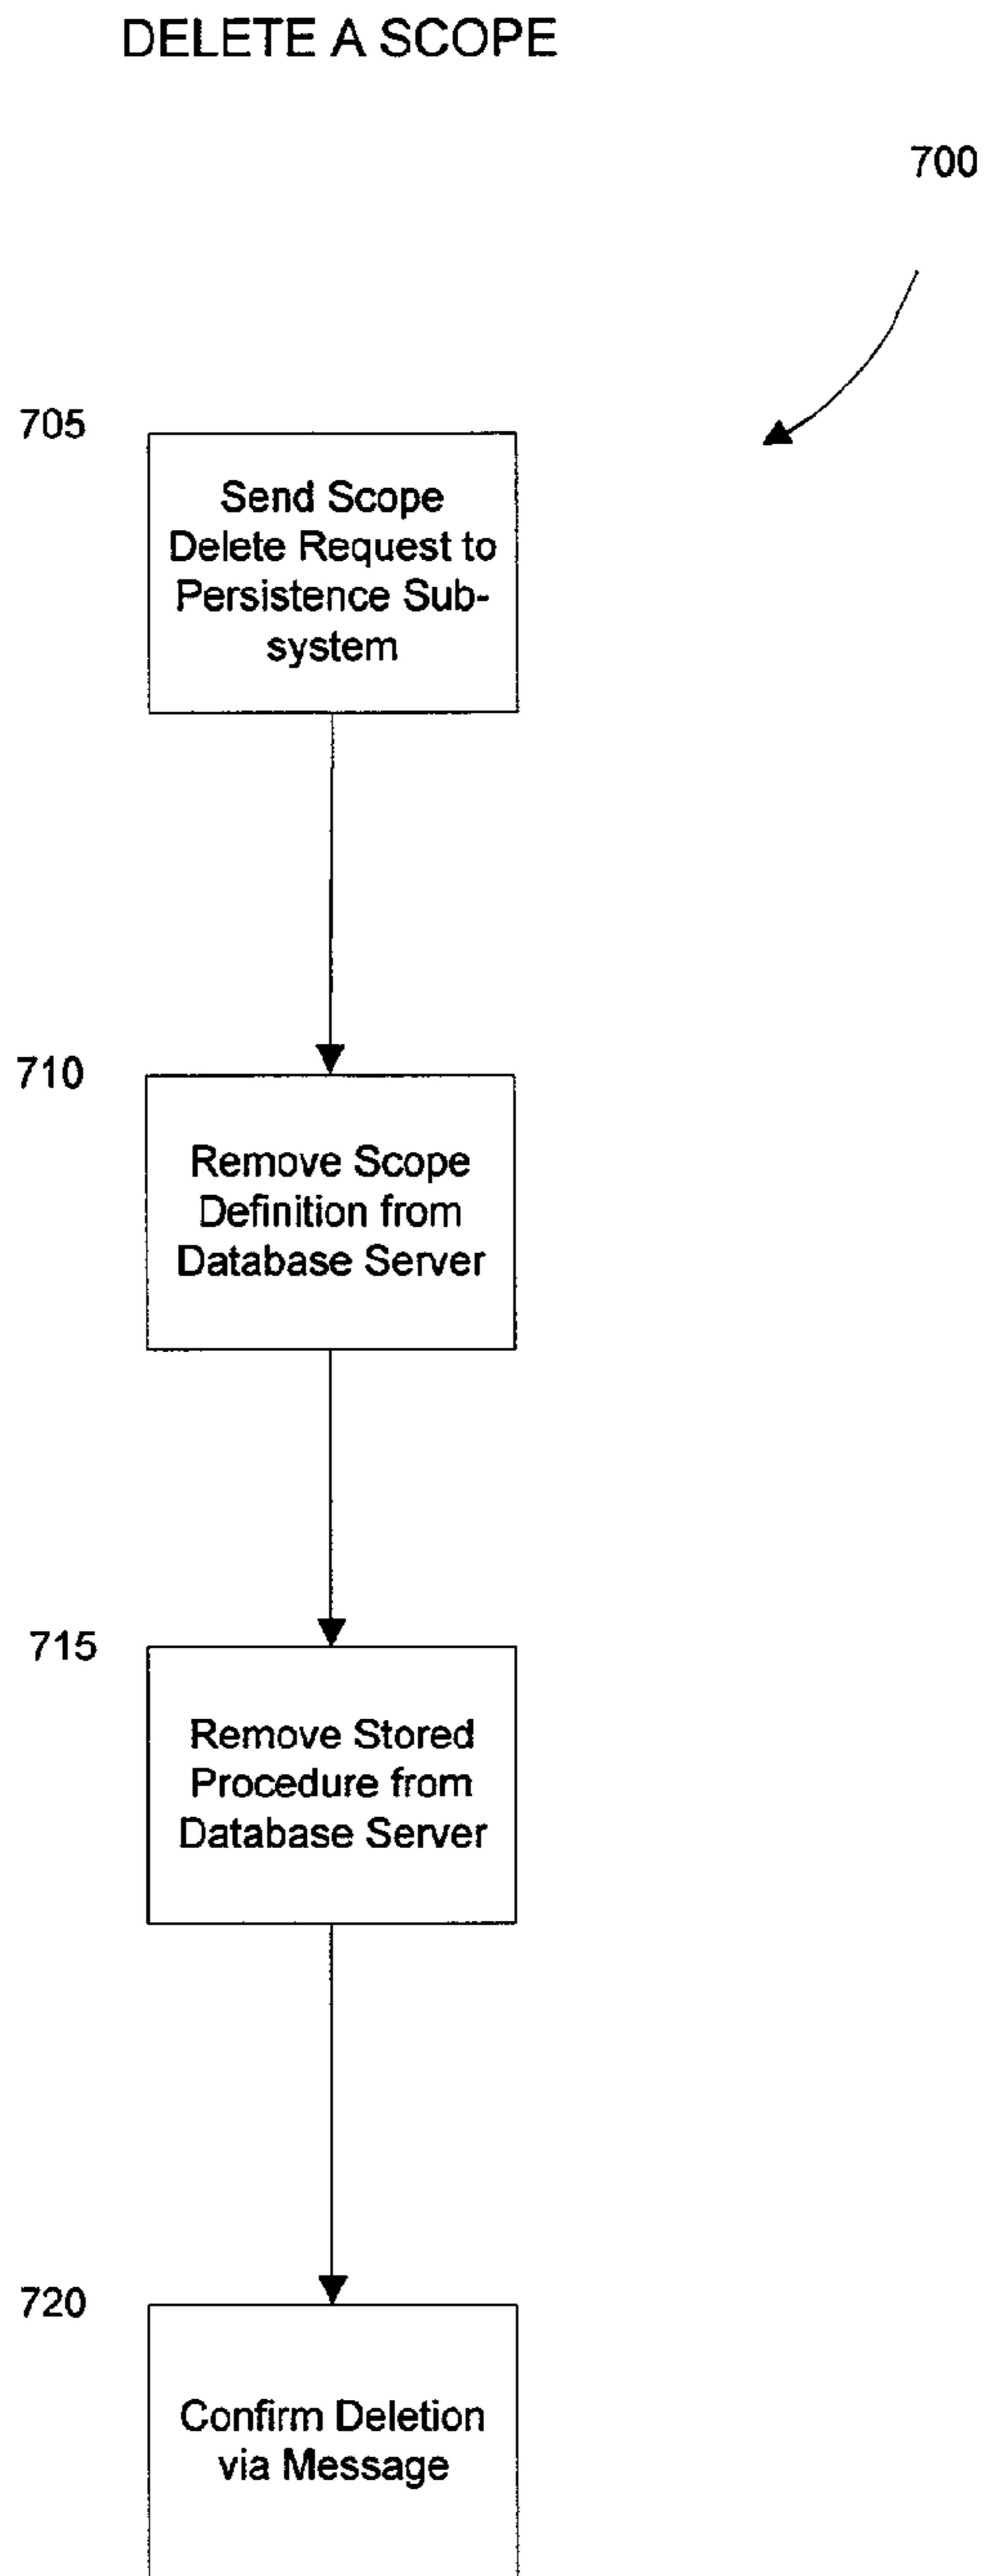 DELETE A SCOPE
700
705
Send Scope
Delete Request to
Persistence Sub-
system
710
Remove Scope
Definition from
Database Server
715
Remove Stored
Procedure from
Database Server
720
Confirm Deletion
via Message